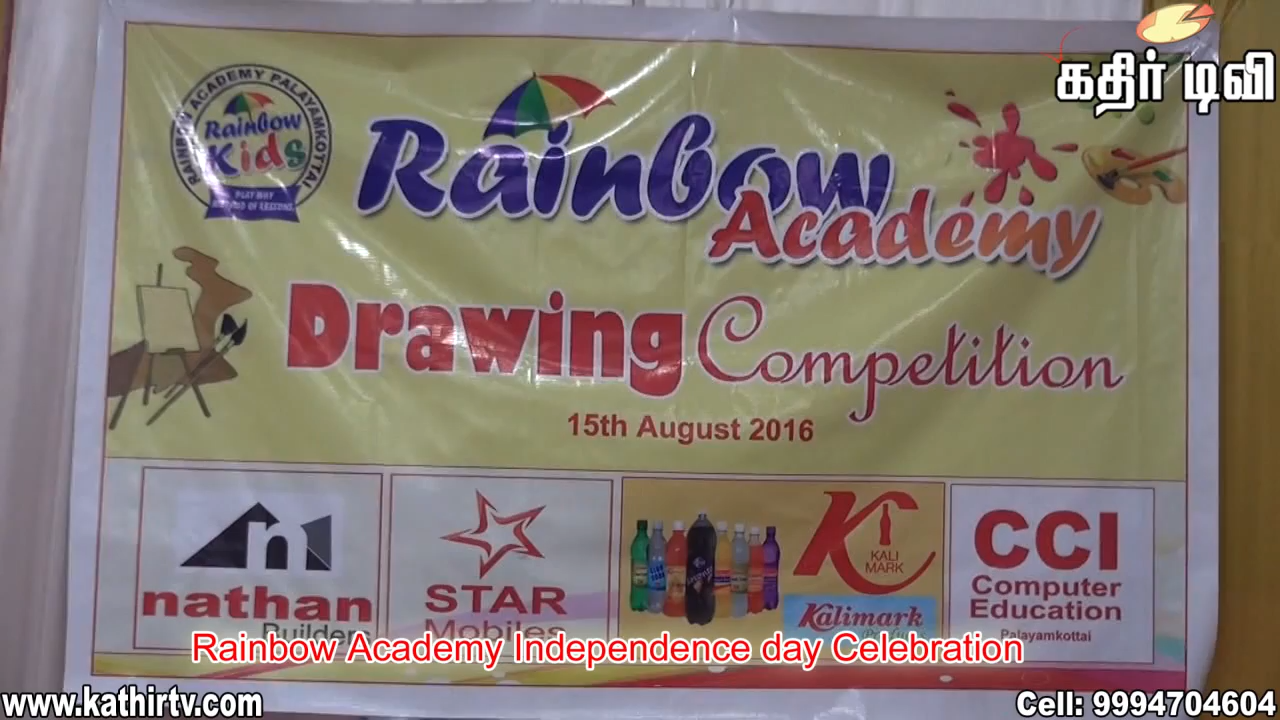 கதிர் டிவி
RAINBOW ACADEMY PALAYAMKOTTAI
Rainbow
Kids
PLAY WAY
Rainbow
Academy
Drawing Competition
15th August 2016
n
nathan
Builders
STAR
Mobiles
K
KALI
MARK
Kalimark
CCI
Computer
Education
Palayamkottai
Rainbow Academy Independence day Celebration
www.kathirtv.com
Cell: 9994704604